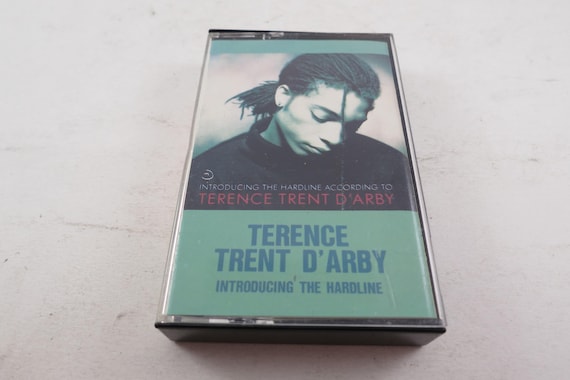 INTRODUCING THE HARDLINE ACCORDING TO
TERENCE TRENT D'ARBY
TERENCE
TRENT D'ARBY
INTRODUCING THE HARDLINE